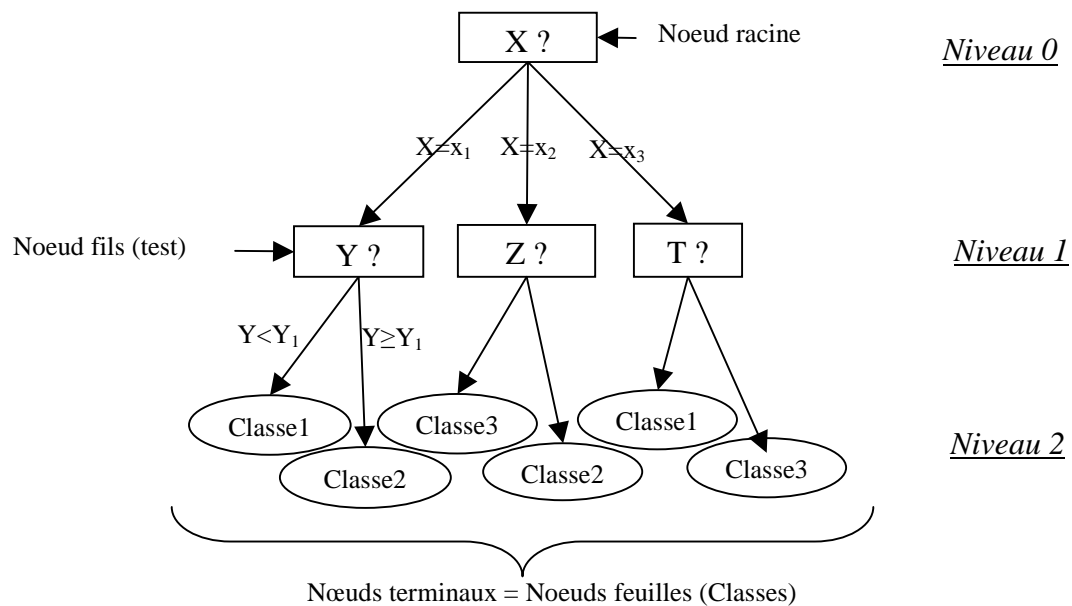 X ?
Noeud racine
Niveau 0
X=x1
X=x2
X=x3
Noeud fils (test)
Y ?
Z ?
T ?
Niveau 1
Y<Y1
Y≥Y1
Classe1
Classe2
Classe3
Classe2
Classe1
Classe3
Niveau 2
Nœuds terminaux = Noeuds feuilles (Classes)